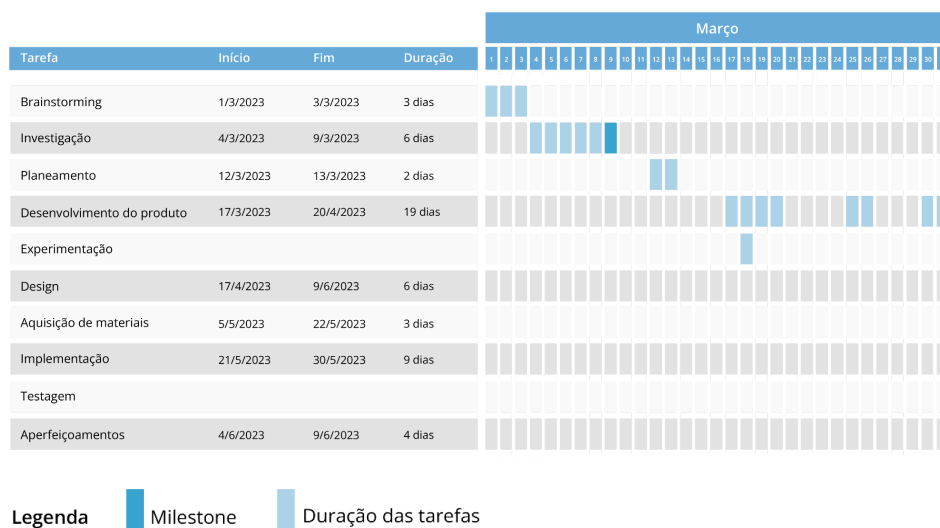 Março
Tarefa Início Fim Duração 1 2 3 4 5 6 7 8 9 10 11 12 13 14 15 16 17 18 19 20 21 22 23 24 25 26 27 28 29 30
Brainstorming 1/3/2023 3/3/2023 3 dias
Investigação 4/3/2023 9/3/2023 6 dias
Planeamento 12/3/2023 13/3/2023 2 dias
Desenvolvimento do produto 17/3/2023 20/4/2023 19 dias
Experimentação
Design 17/4/2023 9/6/2023 6 dias
Aquisição de materiais 5/5/2023 22/5/2023 3 dias
Implementação 21/5/2023 30/5/2023 9 dias
Testagem
Aperfeiçoamentos 4/6/2023 9/6/2023 4 dias
Legenda Milestone Duração das tarefas